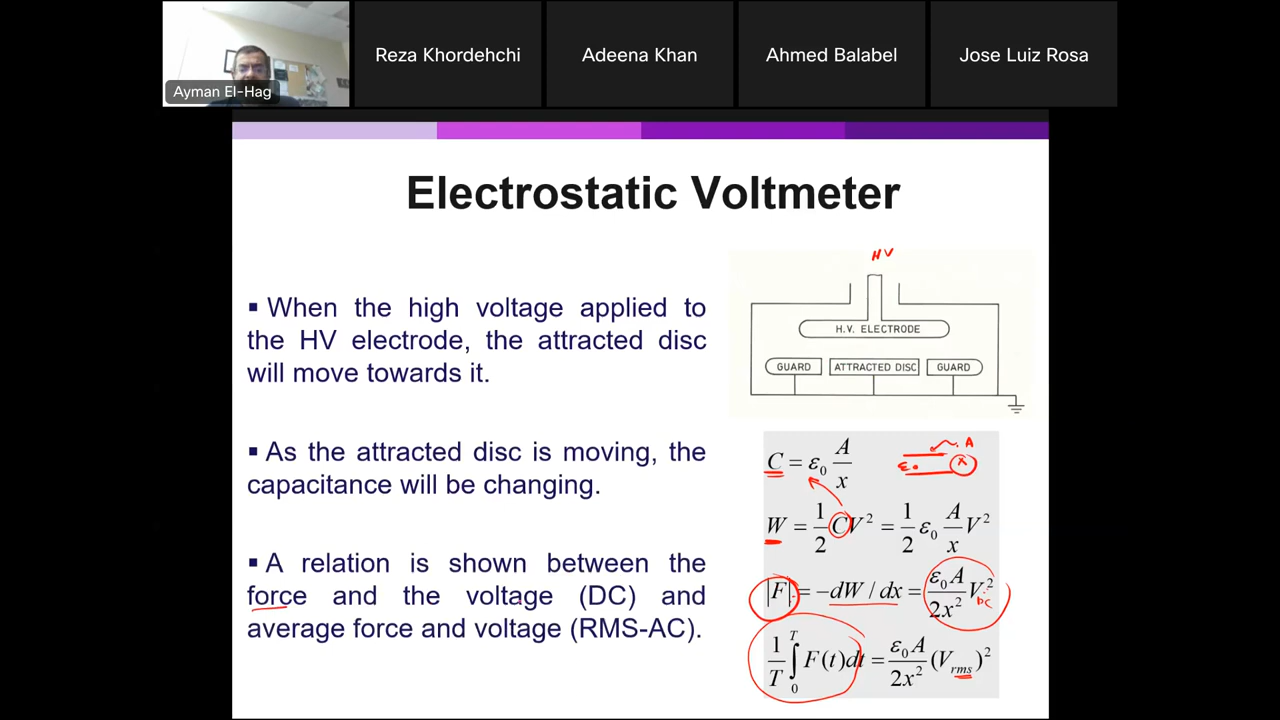 Ayman El-Hag
Reza Khordehchi
Adeena Khan
Ahmed Balabel
Jose Luiz Rosa
Electrostatic Voltmeter
▪ When the high voltage applied to
the HV electrode, the attracted disc
will move towards it.
▪ As the attracted disc is moving, the
capacitance will be changing.
▪ A relation is shown between the
force and the voltage (DC) and
average force and voltage (RMS-AC).
HV
H.V. ELECTRODE
GUARD
ATTRACTED DISC
GUARD
C = ε₀ A/x
A
ε₀
x
W = 1/2 CV² = 1/2 ε₀ A/x V²
|F| = −dW / dx = ε₀A/2x² V²
DC
1/T ∫₀ᵀ F(t)dt = ε₀A/2x² (Vrms)²